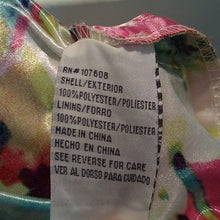 RN# 107608
SHELL/EXTERIOR
100%POLYESTER/POLIESTER
LINING/FORRO
100%POLYESTER/POLIESTER
MADE IN CHINA
HECHO EN CHINA
SEE REVERSE FOR CARE
VER AL DORSO PARA CUIDADO